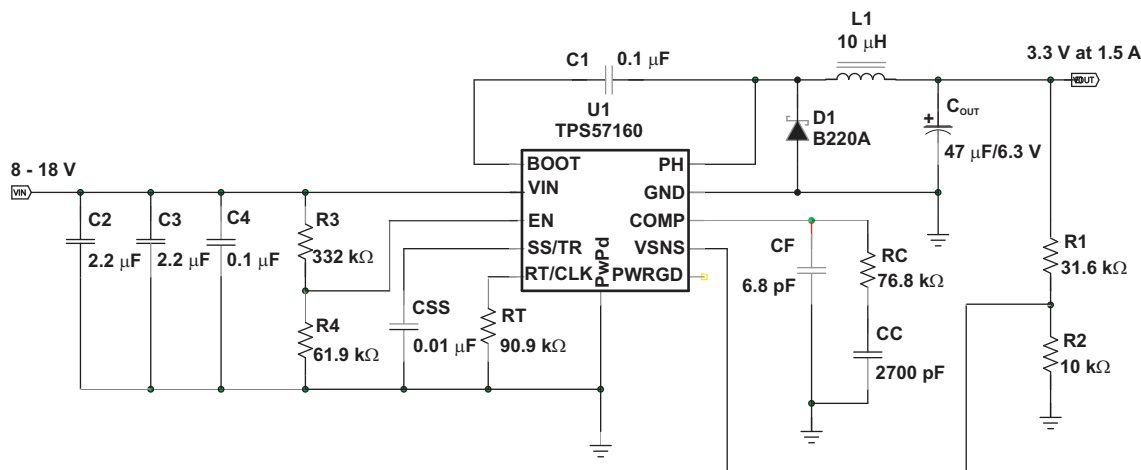 L1
10 μH
3.3 V at 1.5 A
C1
0.1 μF
U1
TPS57160
D1
B220A
COUT
+
47 μF/6.3 V
8 - 18 V
VIN
BOOT
VIN
EN
SS/TR
RT/CLK
PwPd
PH
GND
COMP
VSNS
PWRGD
C2
2.2 μF
C3
2.2 μF
C4
0.1 μF
R3
332 kΩ
R4
61.9 kΩ
CSS
0.01 μF
RT
90.9 kΩ
CF
6.8 pF
RC
76.8 kΩ
CC
2700 pF
R1
31.6 kΩ
R2
10 kΩ